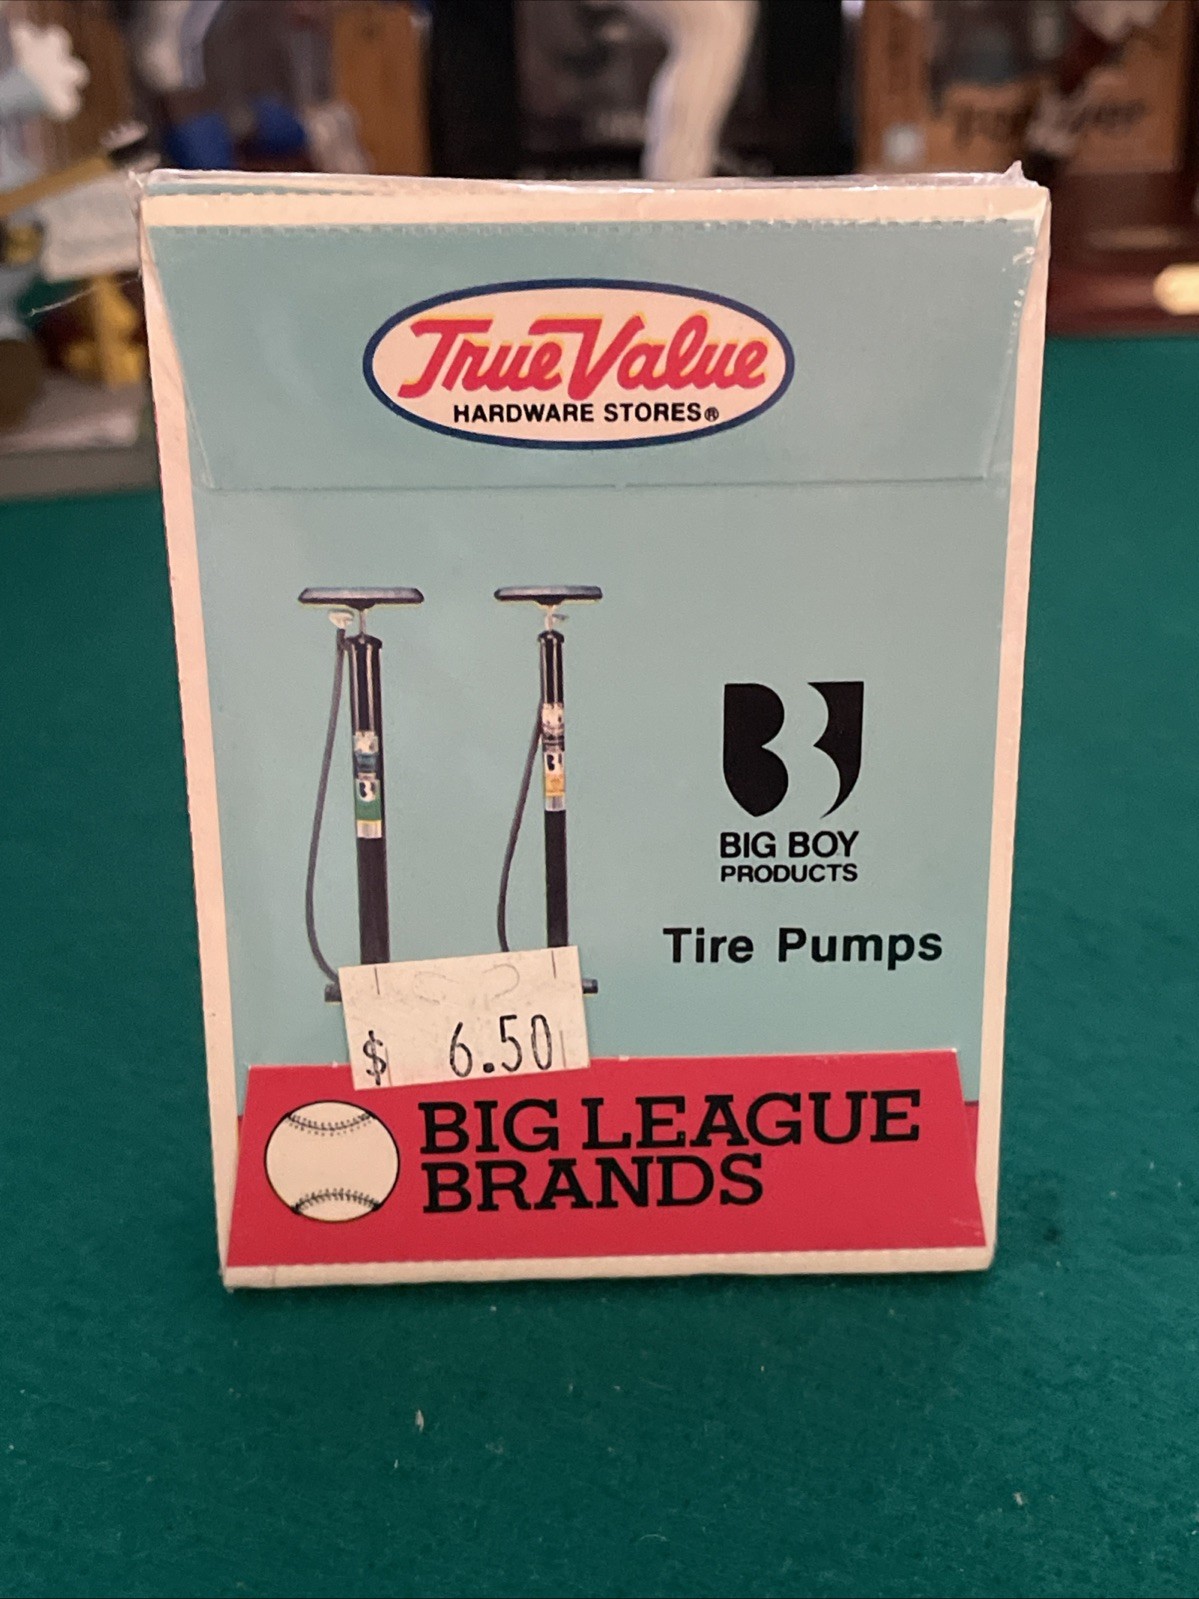 True Value
HARDWARE STORES®
BIG BOY
PRODUCTS
Tire Pumps
$ 6.50
BIG LEAGUE
BRANDS